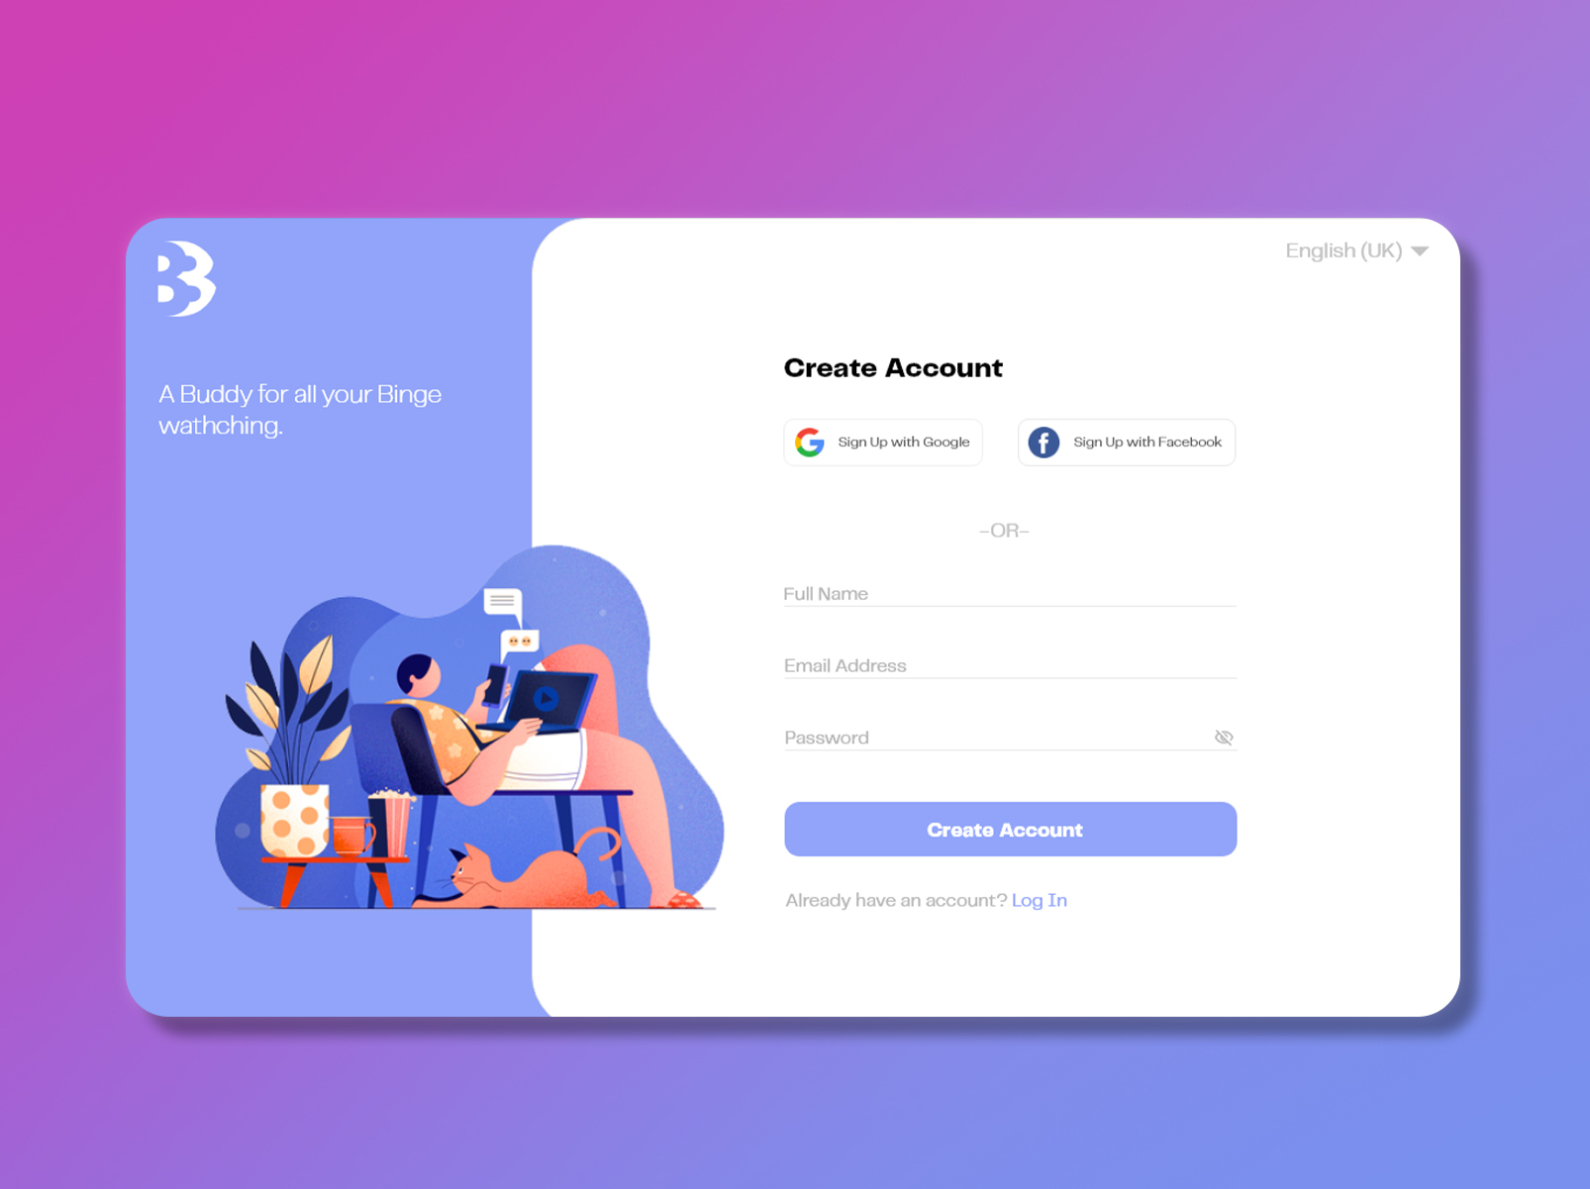 A Buddy for all your Binge
wathching.
English (UK)
Create Account
Sign Up with Google
Sign Up with Facebook
-OR-
Full Name
Email Address
Password
Create Account
Already have an account? Log In